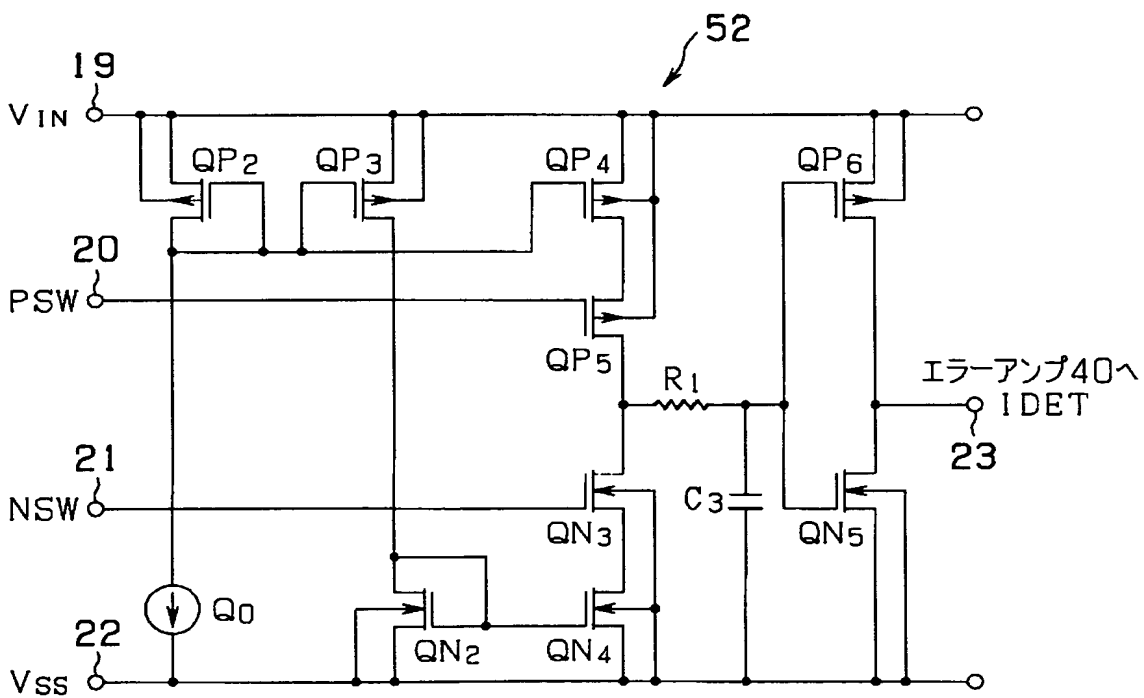 52
19
VIN
QP2
QP3
QP4
QP6
20
PSW
QP5
R1
エラーアンプ40へ
IDET
23
21
NSW
QN3
C3
QN5
Q0
QN2
QN4
22
VSS